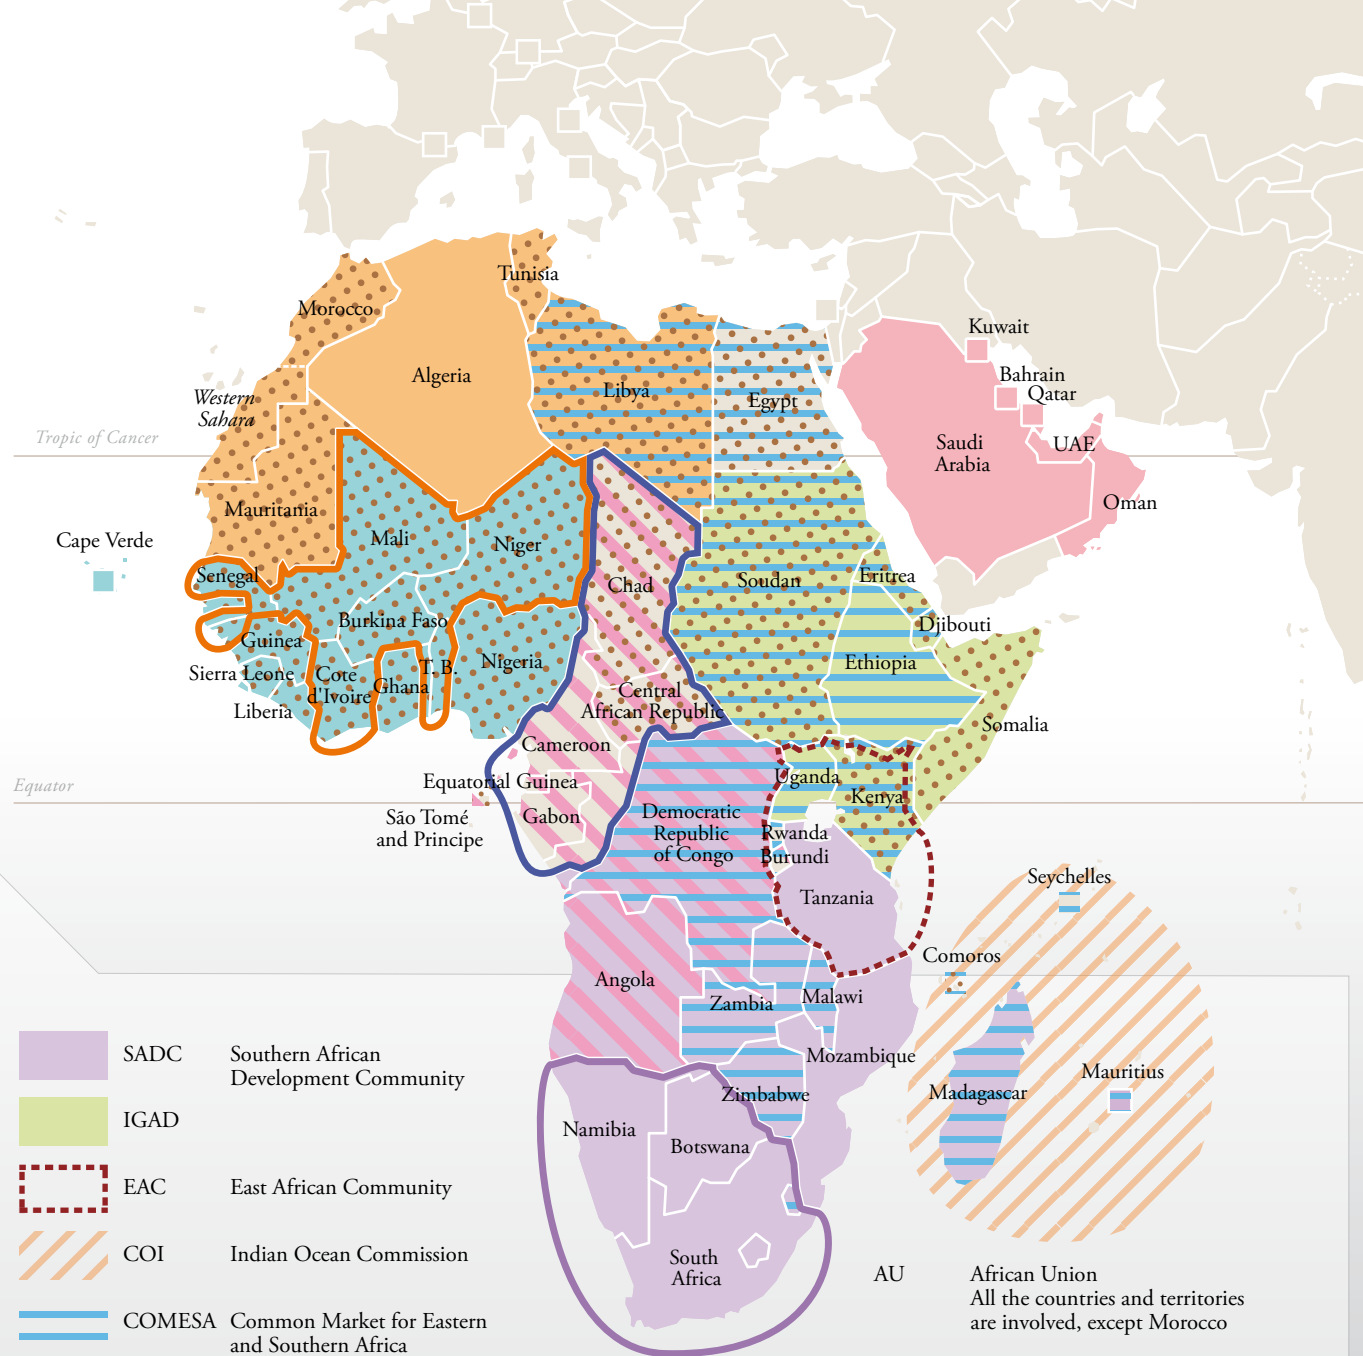 Tunisia
Morocco
Algeria
Libya
Egypt
Kuwait
Bahrain
Qatar
Saudi
Arabia
UAE
Oman
Western
Sahara
Tropic of Cancer
Mauritania
Cape Verde
Mali
Niger
Chad
Soudan
Eritrea
Djibouti
Senegal
Burkina Faso
Guinea
Nigeria
Ethiopia
Sierra Leone
Cote
d'Ivoire
Ghana
T. B.
Liberia
Central
African Republic
Somalia
Cameroon
Equator
Equatorial Guinea
Uganda
Kenya
São Tomé
and Principe
Gabon
Democratic
Republic
of Congo
Rwanda
Burundi
Tanzania
Seychelles
Comoros
Angola
Zambia
Malawi
Mozambique
Madagascar
Mauritius
Zimbabwe
Namibia
Botswana
South
Africa
SADC Southern African
Development Community
IGAD
EAC East African Community
COI Indian Ocean Commission
COMESA Common Market for Eastern
and Southern Africa
AU African Union
All the countries and territories
are involved, except Morocco